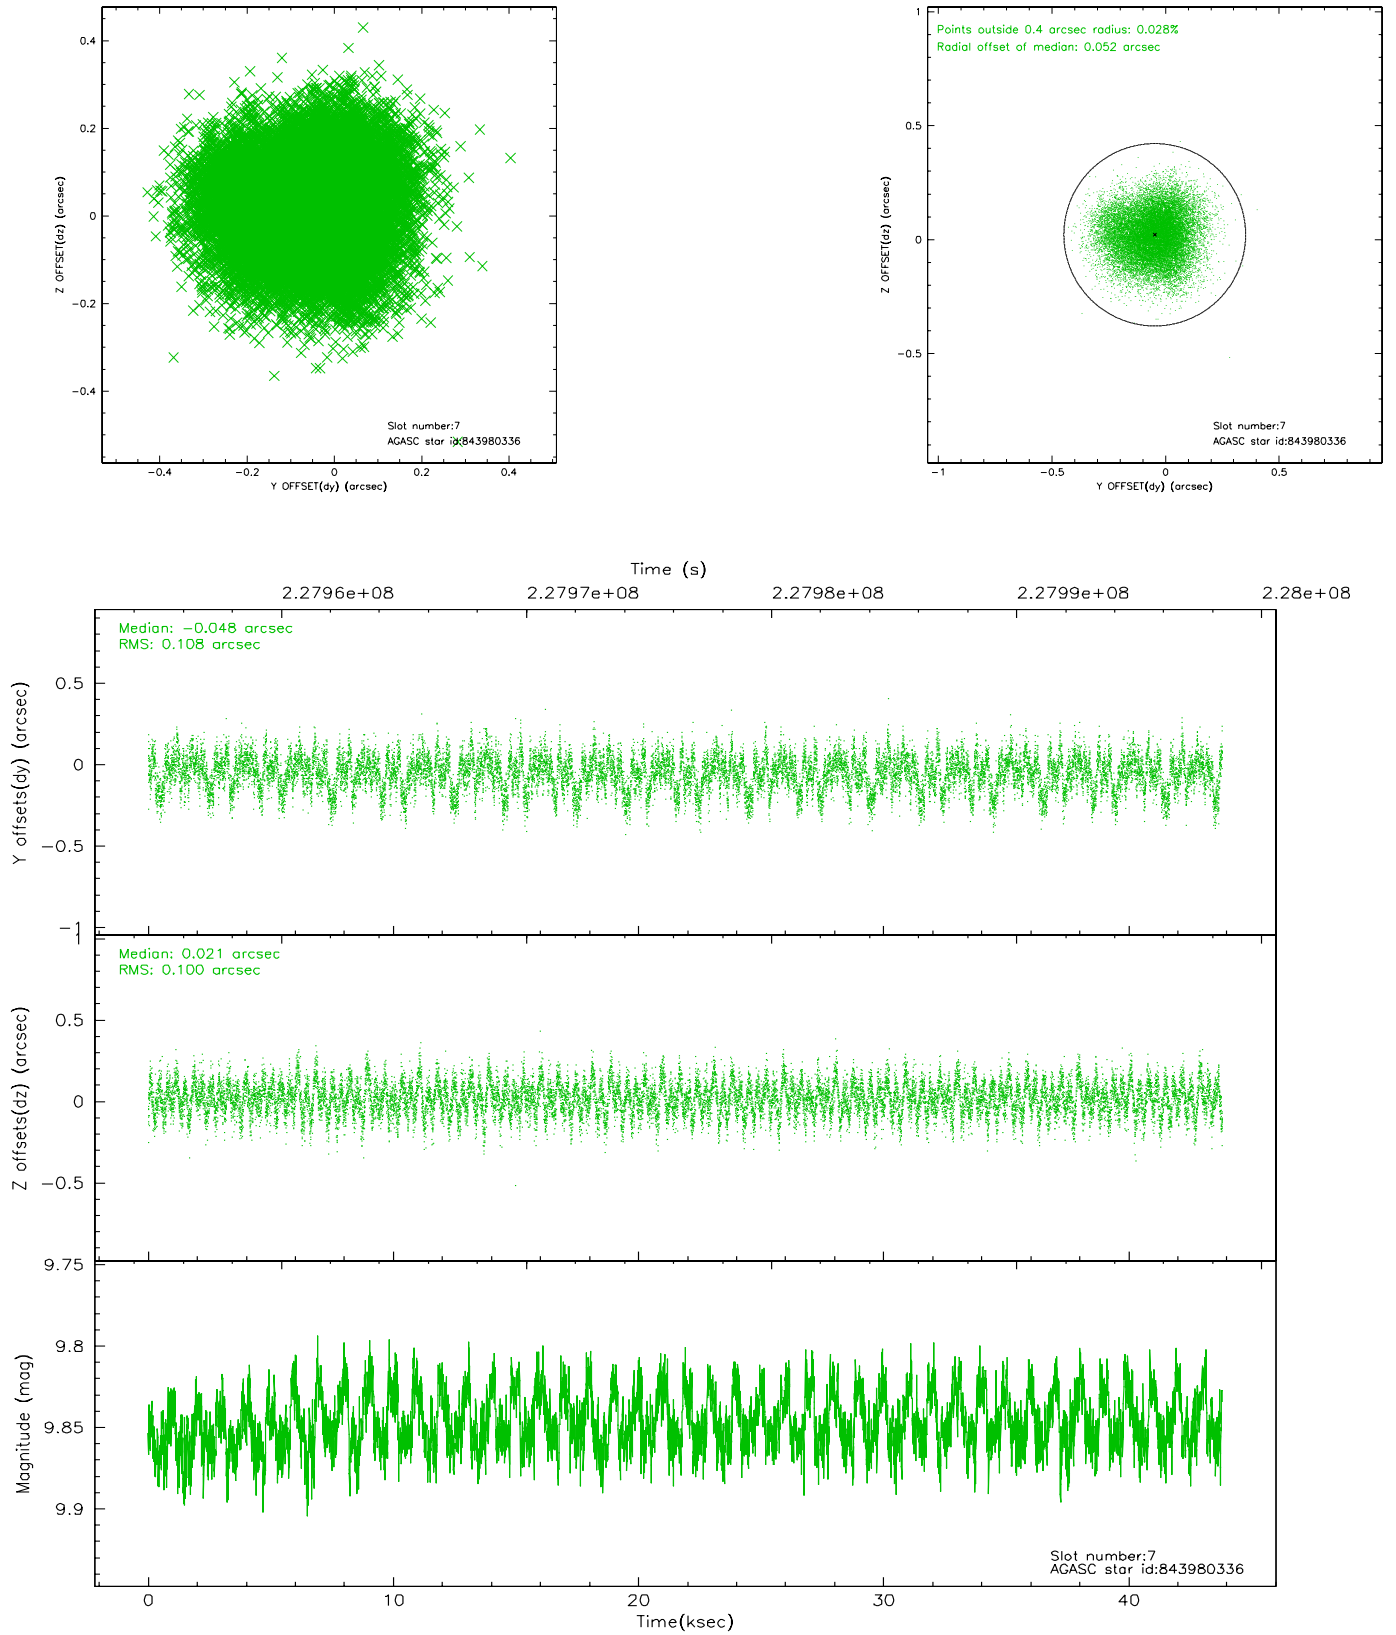 0.4
0.2
0
−0.2
−0.4
Z OFFSET(dz) (arcsec)
Slot number:7
AGASC star id:843980336
−0.4
−0.2
0
0.2
0.4
Y OFFSET(dy) (arcsec)
1
0.5
0
−0.5
Z OFFSET(dz) (arcsec)
Points outside 0.4 arcsec radius: 0.028%
Radial offset of median: 0.052 arcsec
Slot number:7
AGASC star id:843980336
−1
−0.5
0
0.5
Y OFFSET(dy) (arcsec)
Time (s)
2.2796e+08
2.2797e+08
2.2798e+08
2.2799e+08
2.28e+08
Median: −0.048 arcsec
RMS: 0.108 arcsec
0.5
0
−0.5
−1
Y offsets(dy) (arcsec)
Median: 0.021 arcsec
RMS: 0.100 arcsec
1
0.5
0
−0.5
Z offsets(dz) (arcsec)
9.75
9.8
9.85
9.9
Magnitude (mag)
Slot number:7
AGASC star id:843980336
0
10
20
30
40
Time(ksec)